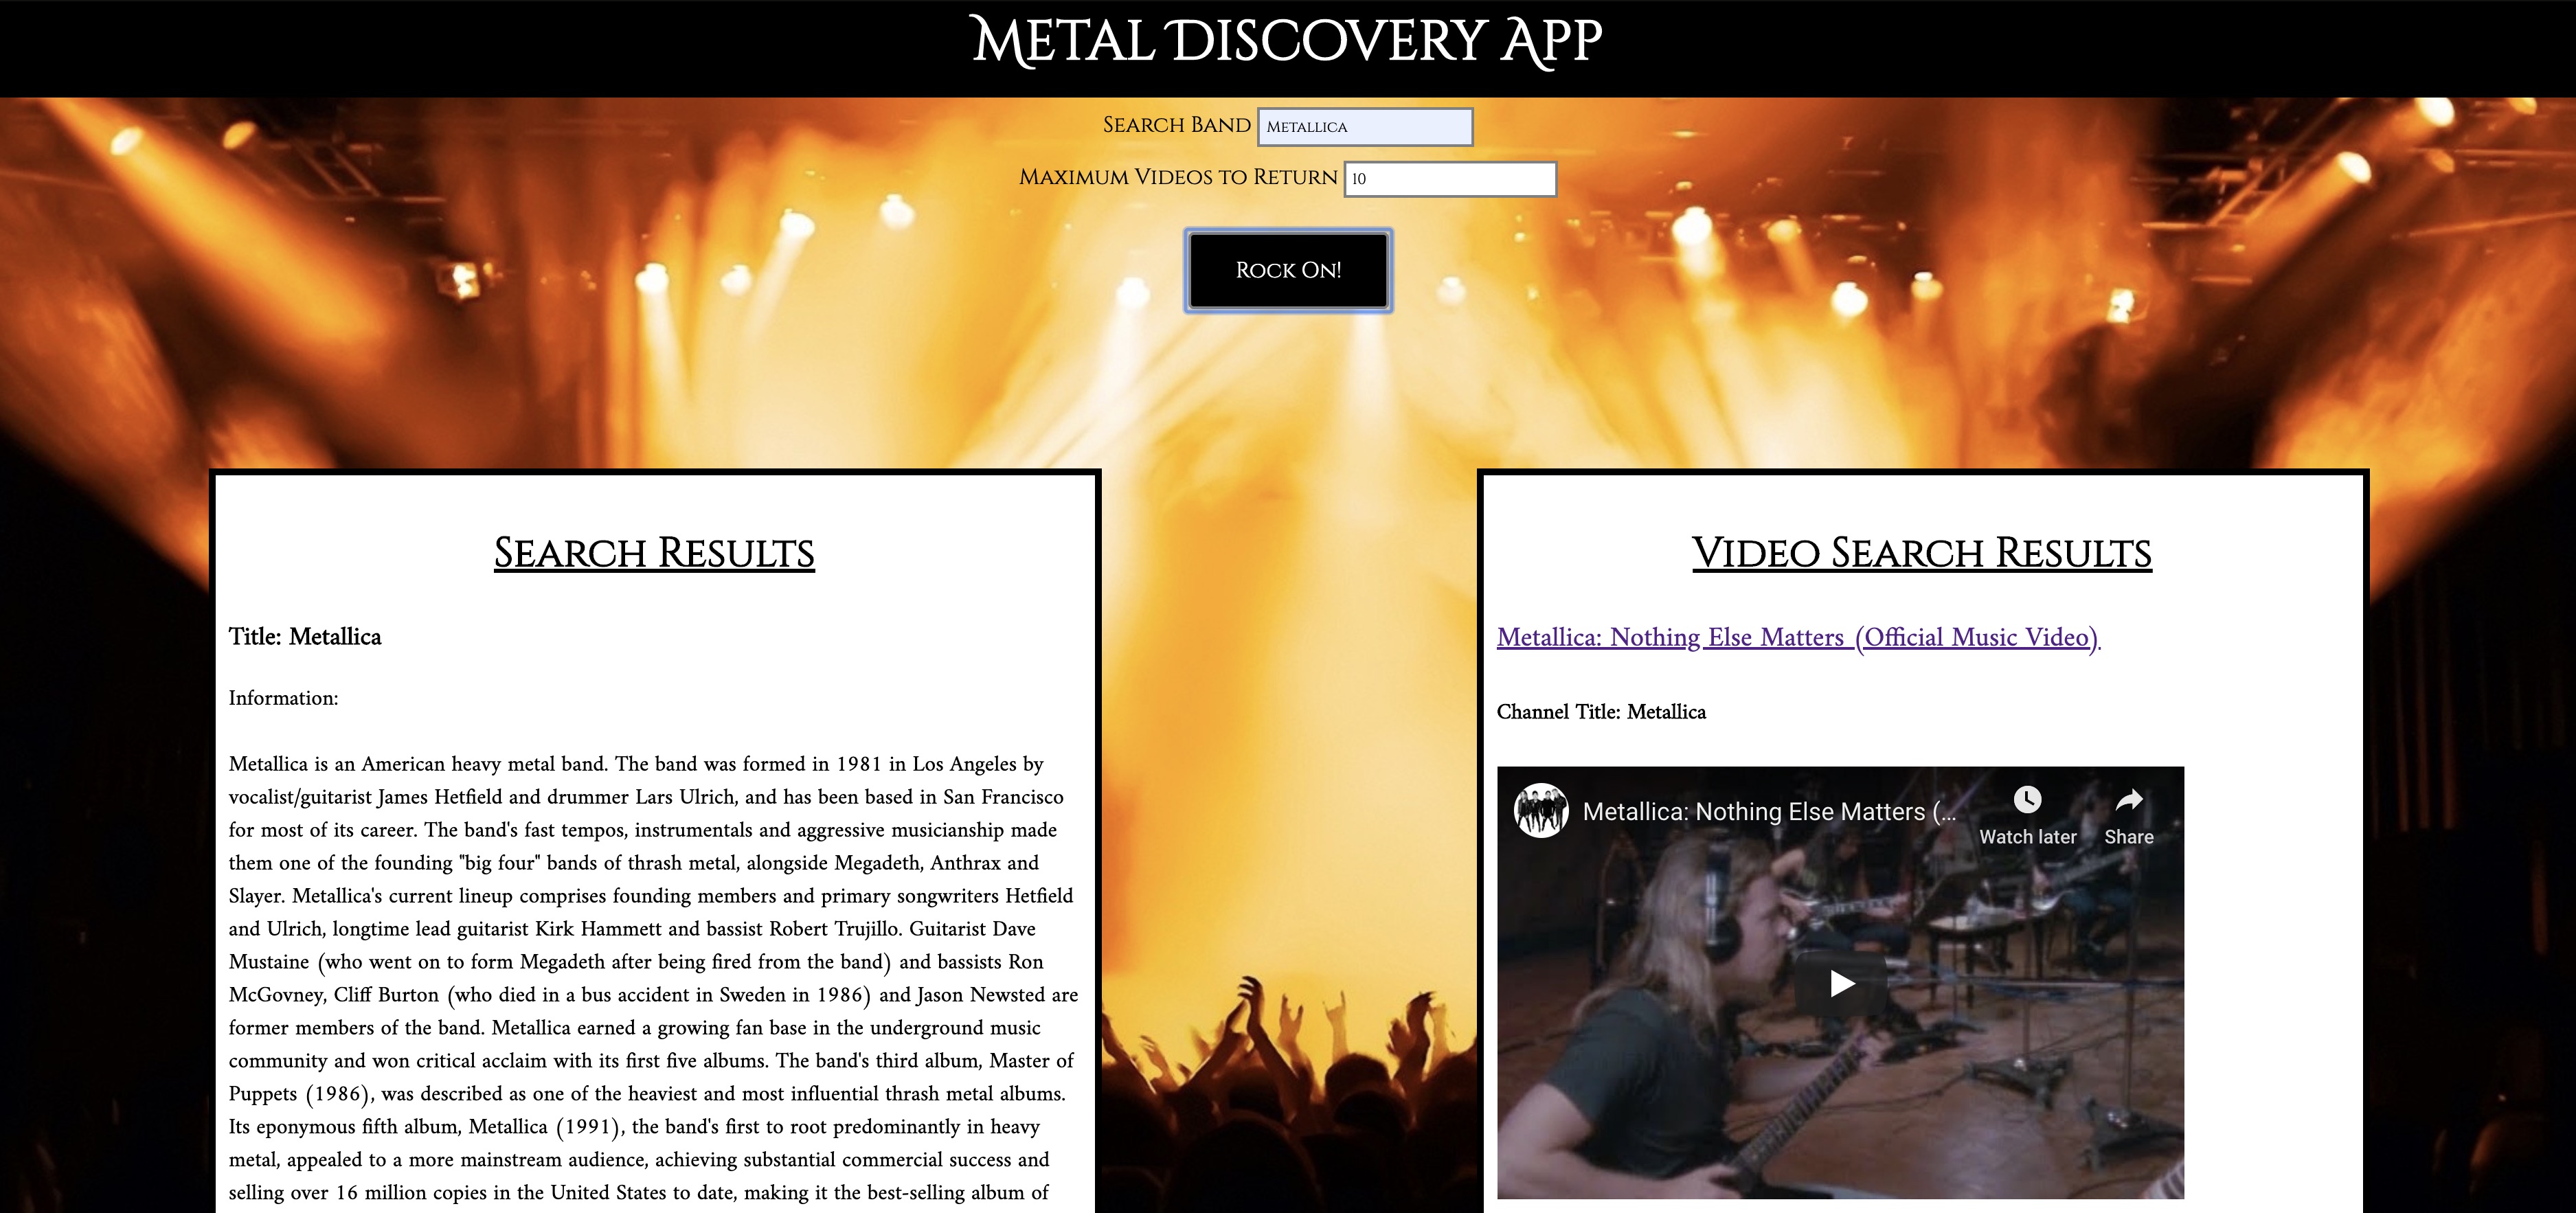 Metal Discovery App
Search Band Metallica
Maximum Videos to Return 10
Rock On!
Search Results
Title: Metallica
Information:
Metallica is an American heavy metal band. The band was formed in 1981 in Los Angeles by
vocalist/guitarist James Hetfield and drummer Lars Ulrich, and has been based in San Francisco
for most of its career. The band's fast tempos, instrumentals and aggressive musicianship made
them one of the founding "big four" bands of thrash metal, alongside Megadeth, Anthrax and
Slayer. Metallica's current lineup comprises founding members and primary songwriters Hetfield
and Ulrich, longtime lead guitarist Kirk Hammett and bassist Robert Trujillo. Guitarist Dave
Mustaine (who went on to form Megadeth after being fired from the band) and bassists Ron
McGovney, Cliff Burton (who died in a bus accident in Sweden in 1986) and Jason Newsted are
former members of the band. Metallica earned a growing fan base in the underground music
community and won critical acclaim with its first five albums. The band's third album, Master of
Puppets (1986), was described as one of the heaviest and most influential thrash metal albums.
Its eponymous fifth album, Metallica (1991), the band's first to root predominantly in heavy
metal, appealed to a more mainstream audience, achieving substantial commercial success and
selling over 16 million copies in the United States to date, making it the best-selling album of
Video Search Results
Metallica: Nothing Else Matters (Official Music Video)
Channel Title: Metallica
Metallica: Nothing Else Matters (...
Watch later
Share